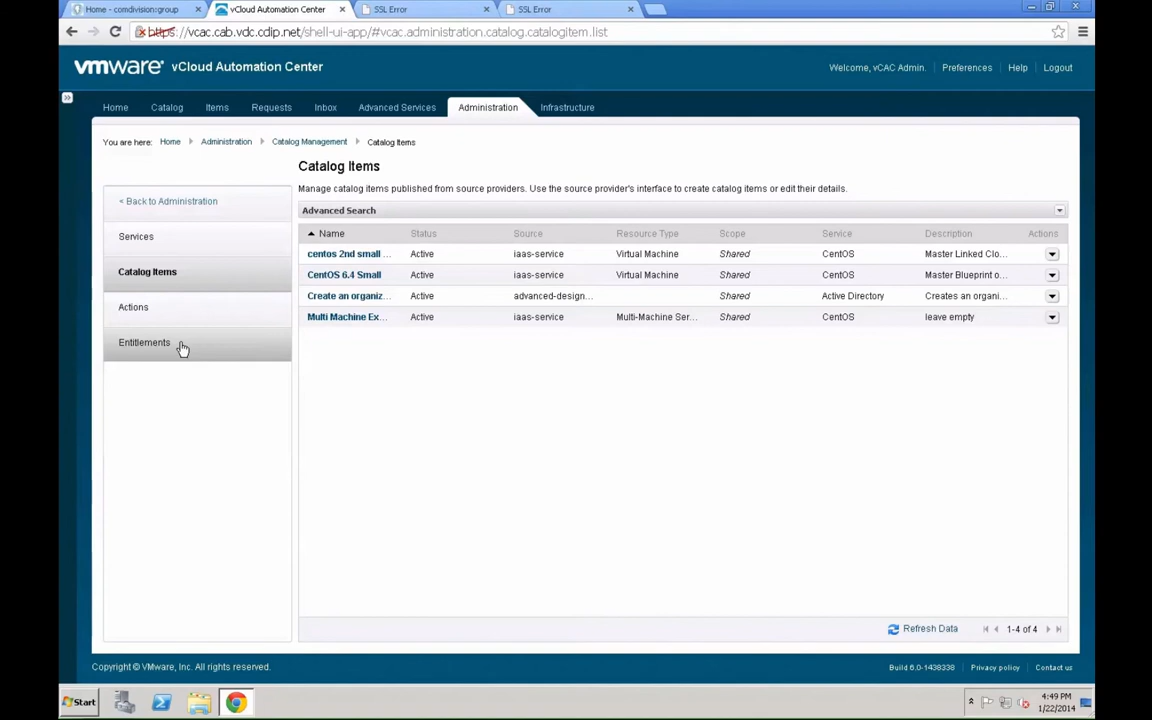 Home - comdivision:group
vCloud Automation Center
SSL Error
SSL Error
https://vcac.cab.vdc.cdip.net/shell-ui-app/#vcac.administration.catalog.catalogitem.list
vmware vCloud Automation Center
Welcome, vCAC Admin. Preferences Help Logout
Home Catalog Items Requests Inbox Advanced Services Administration Infrastructure
You are here: Home Administration Catalog Management Catalog Items
Catalog Items
Manage catalog items published from source providers. Use the source provider's interface to create catalog items or edit their details.
< Back to Administration
Services
Catalog Items
Actions
Entitlements
Advanced Search
Name Status Source Resource Type Scope Service Description Actions
centos 2nd small ... Active iaas-service Virtual Machine Shared CentOS Master Linked Clo...
CentOS 6.4 Small Active iaas-service Virtual Machine Shared CentOS Master Blueprint o...
Create an organiz... Active advanced-design... Shared Active Directory Creates an organi...
Multi Machine Ex... Active iaas-service Multi-Machine Ser... Shared CentOS leave empty
Refresh Data 1-4 of 4
Copyright © VMware, Inc. All rights reserved.
Build 6.0-1438338 Privacy policy Contact us
Start
4:49 PM
1/22/2014